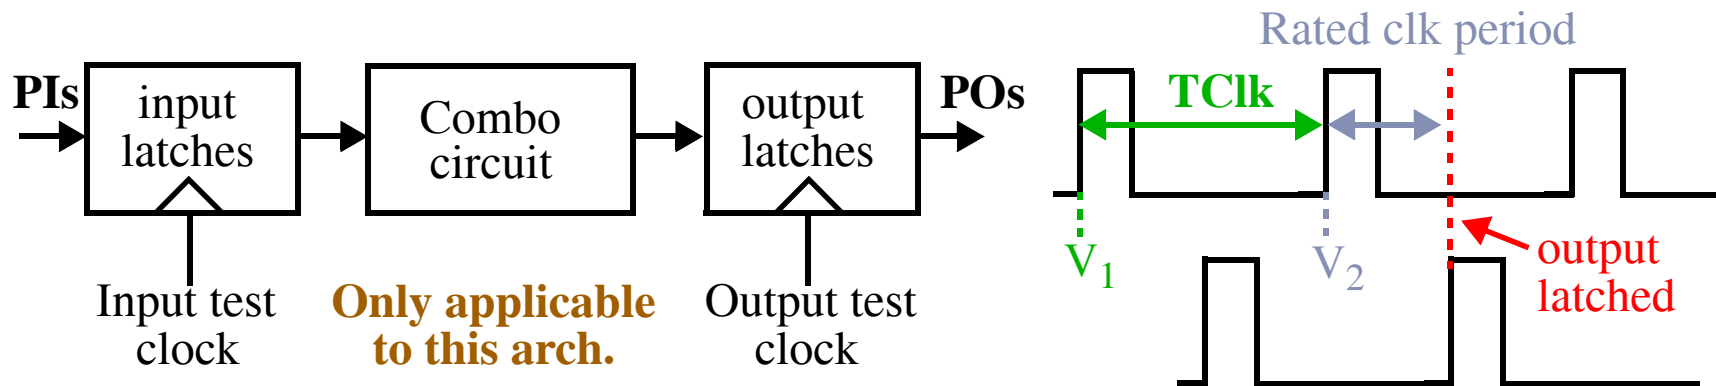 PIs
input
latches
Combo
circuit
output
latches
POs
Input test
clock
Only applicable
to this arch.
Output test
clock
Rated clk period
TClk
V1
V2
output
latched